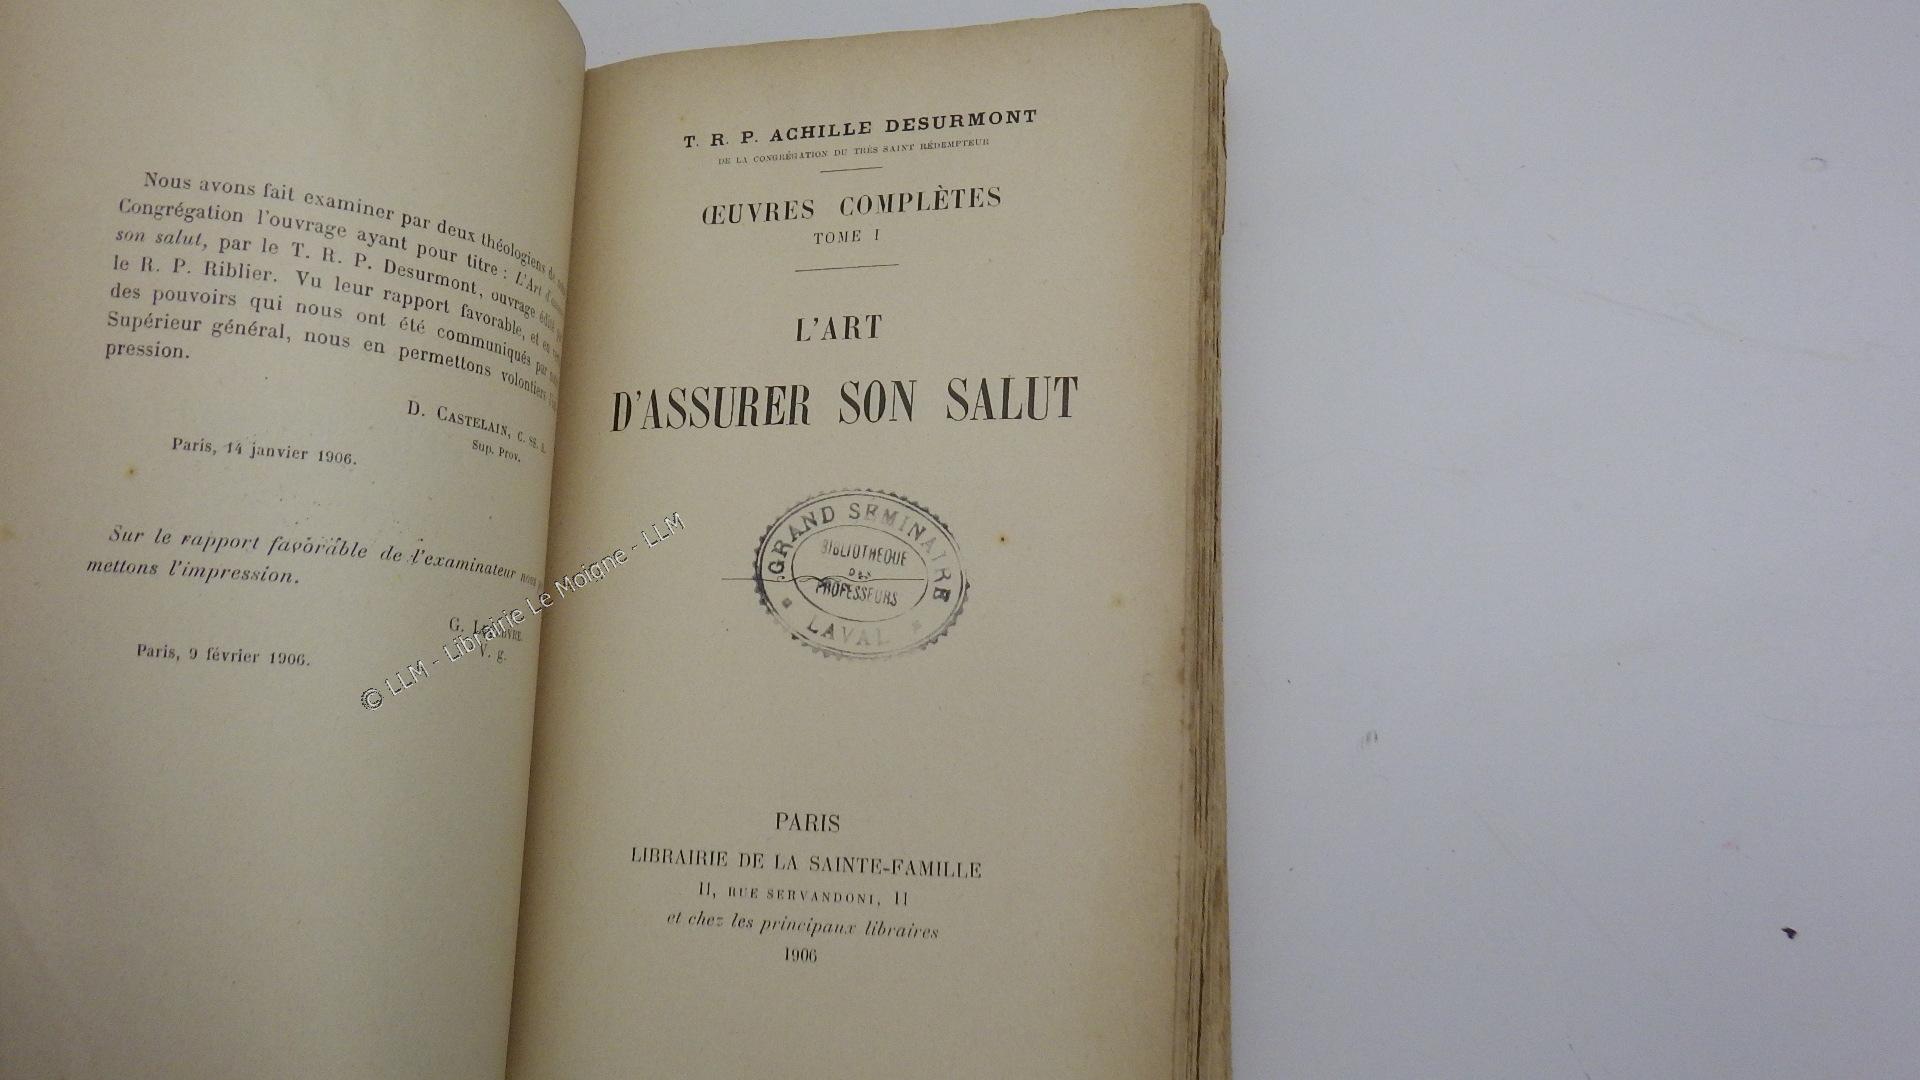 Nous avons fait examiner par deux théologiens
Congrégation l'ouvrage ayant pour titre : L'Art
son salut, par le T. R. P. Desurmont, ouvrage édité
le R. P. Riblier. Vu leur rapport favorable, et en
des pouvoirs qui nous ont été communiqués par
Supérieur général, nous en permettons volontiers
pression.
D. CASTELAIN, C. SS. R.
Sup. Prov.
Paris, 14 janvier 1906.
Sur le rapport favorable de l'examinateur nous
mettons l'impression.
G.
V. g.
Paris, 9 février 1906.
© LLM - Librairie Le Moigne - LLM
T. R. P. ACHILLE DESURMONT
DE LA CONGRÉGATION DU TRÈS SAINT RÉDEMPTEUR
ŒUVRES COMPLÈTES
TOME I
L'ART
D'ASSURER SON SALUT
GRAND SEMINAIRE
BIBLIOTHEQUE
DES
PROFESSEURS
* LAVAL *
PARIS
LIBRAIRIE DE LA SAINTE-FAMILLE
11, RUE SERVANDONI, 11
et chez les principaux libraires
1906